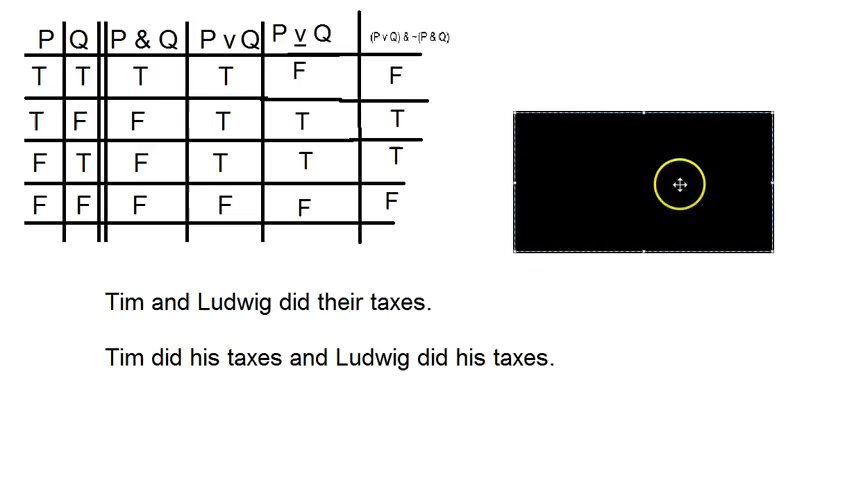 P Q P & Q P v Q P v Q (P v Q) & ~(P & Q)
T T T T F F
T F F T T T
F T F T T T
F F F F F F
Tim and Ludwig did their taxes.
Tim did his taxes and Ludwig did his taxes.